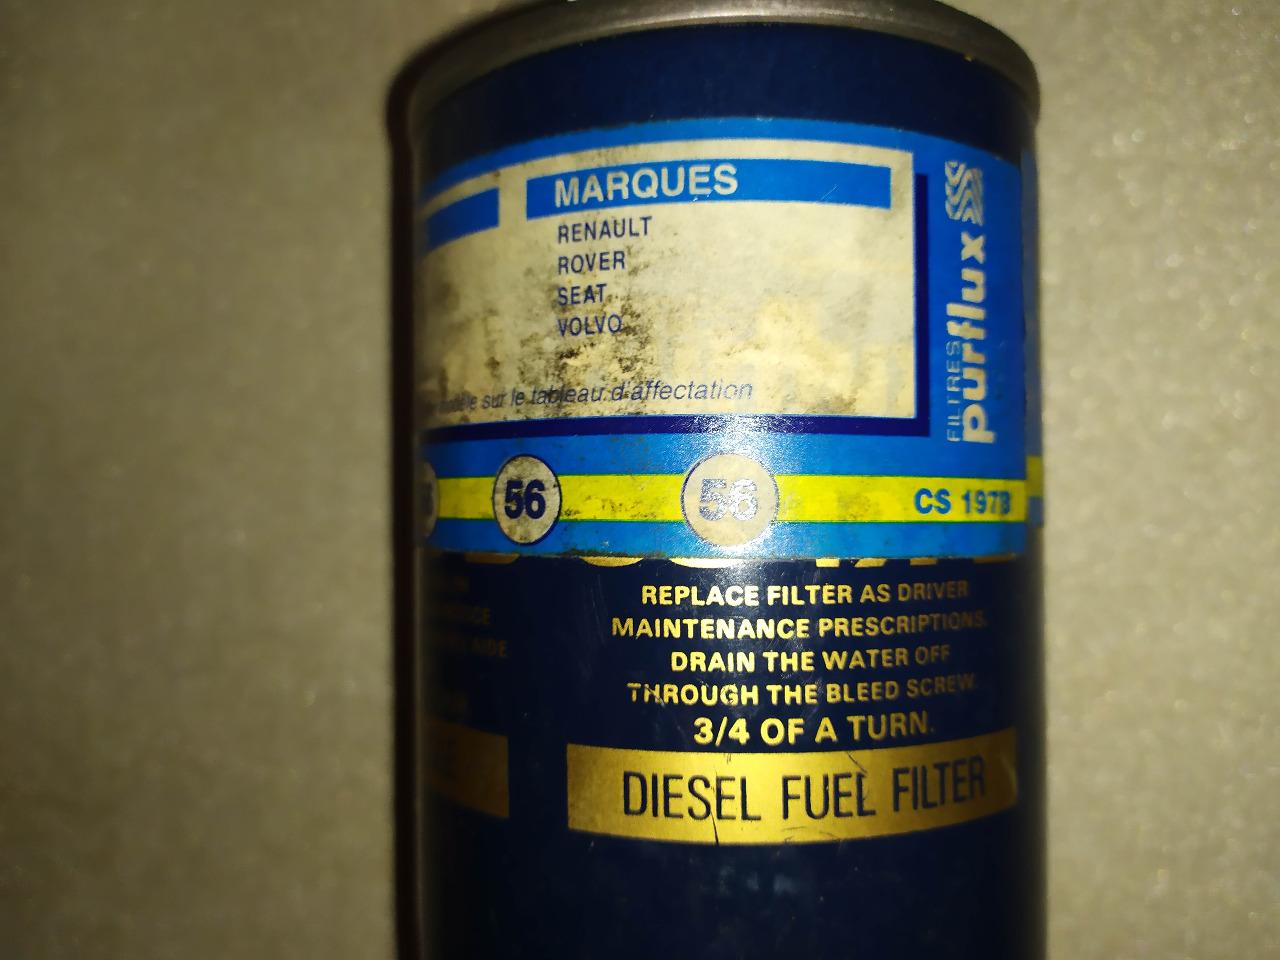 MARQUES
RENAULT
ROVER
SEAT
VOLVO
sur le tableau d'affectation
FILTRES
purflux
56
56
CS 197B
REPLACE FILTER AS DRIVER
MAINTENANCE PRESCRIPTIONS.
DRAIN THE WATER OFF
THROUGH THE BLEED SCREW
3/4 OF A TURN.
DIESEL FUEL FILTER